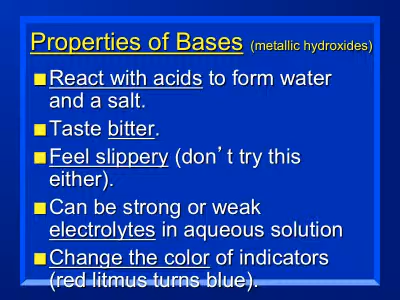 Properties of Bases (metallic hydroxides)
React with acids to form water
and a salt.
Taste bitter.
Feel slippery (don’t try this
either).
Can be strong or weak
electrolytes in aqueous solution
Change the color of indicators
(red litmus turns blue).